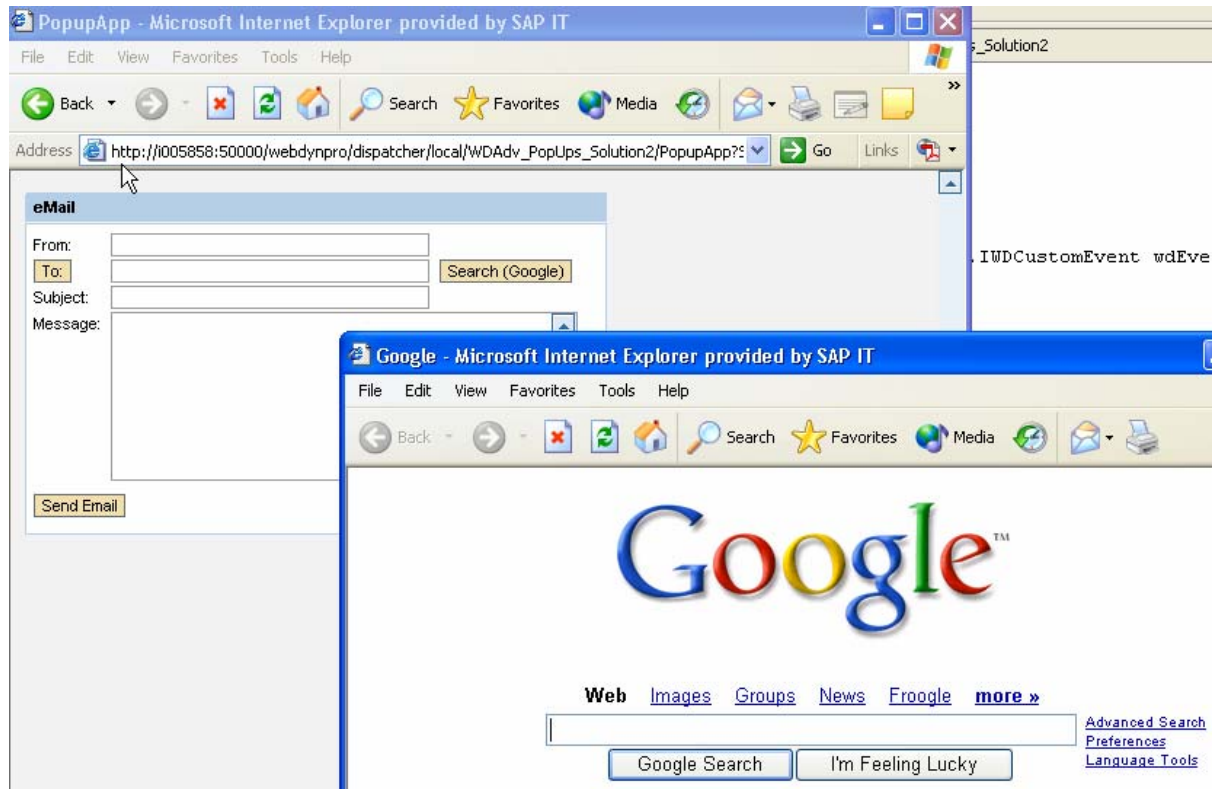 PopupApp - Microsoft Internet Explorer provided by SAP IT
File Edit View Favorites Tools Help
Back Search Favorites Media »
Address http://i005858:50000/webdynpro/dispatcher/local/WDAdv_PopUps_Solution2/PopupApp?S Go Links
s_Solution2
.IWDCustomEvent wdEve
eMail
From:
To: Search (Google)
Subject:
Message:
Send Email
Google - Microsoft Internet Explorer provided by SAP IT
File Edit View Favorites Tools Help
Back Search Favorites Media
Google™
Web Images Groups News Froogle more »
Advanced Search
Preferences
Language Tools
Google Search I'm Feeling Lucky